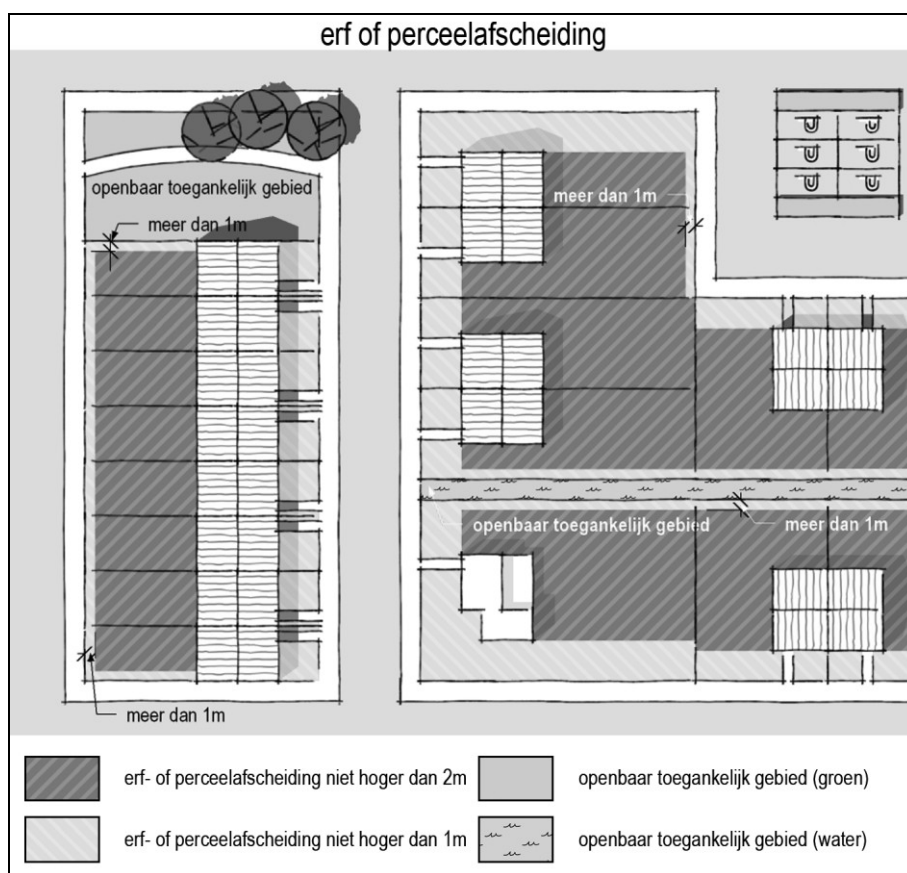 erf of perceelafscheiding
openbaar toegankelijk gebied
meer dan 1m
meer dan 1m
openbaar toegankelijk gebied
meer dan 1m
meer dan 1m
erf- of perceelafscheiding niet hoger dan 2m
openbaar toegankelijk gebied (groen)
erf- of perceelafscheiding niet hoger dan 1m
openbaar toegankelijk gebied (water)